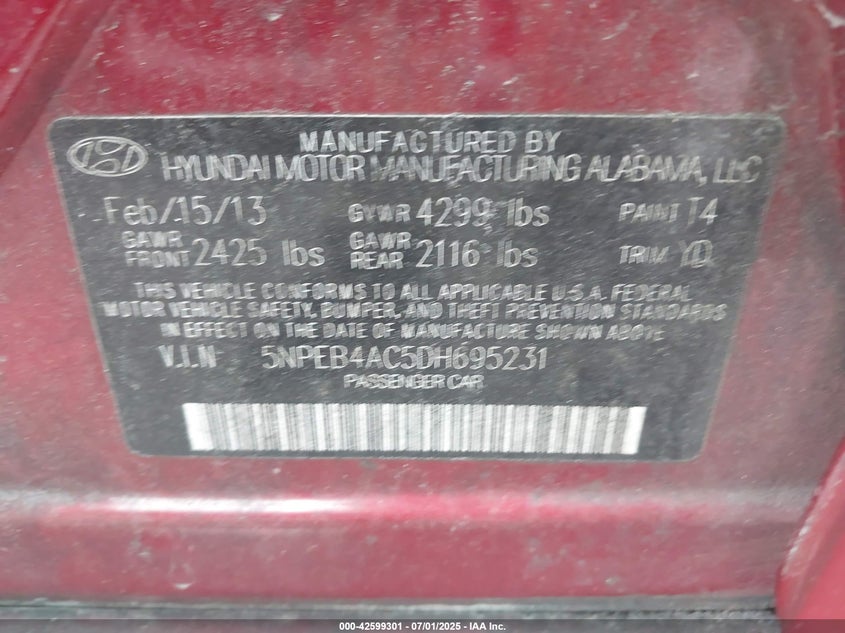 MANUFACTURED BY
HYUNDAI MOTOR MANUFACTURING ALABAMA, LLC
Feb/15/13 GVWR 4299 lbs PAINT T4
GAWR FRONT 2425 lbs GAWR REAR 2116 lbs TRIM YD
THIS VEHICLE CONFORMS TO ALL APPLICABLE U.S.A. FEDERAL
MOTOR VEHICLE SAFETY, BUMPER, AND THEFT PREVENTION STANDARDS
IN EFFECT ON THE DATE OF MANUFACTURE SHOWN ABOVE.
V.I.N 5NPEB4AC5DH695231
PASSENGER CAR
000-42599301 / 07/01/2025 - IAA Inc.